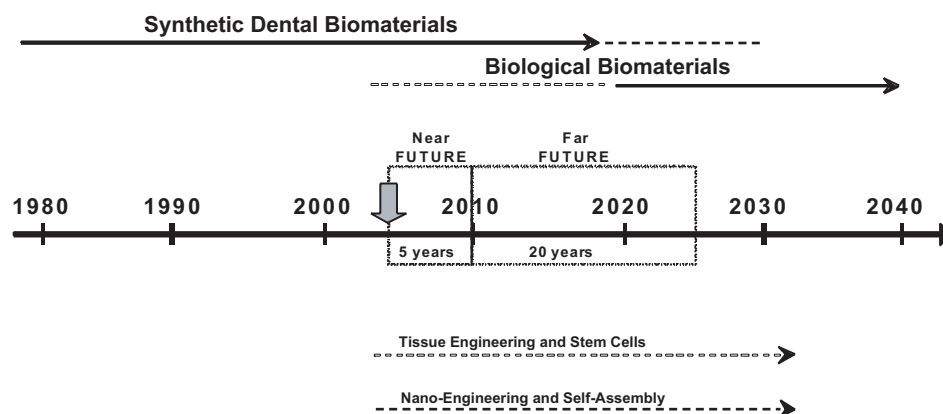 Synthetic Dental Biomaterials
Biological Biomaterials
Near
FUTURE
Far
FUTURE
1980 1990 2000 2010 2020 2030 2040
5 years 20 years
Tissue Engineering and Stem Cells
Nano-Engineering and Self-Assembly